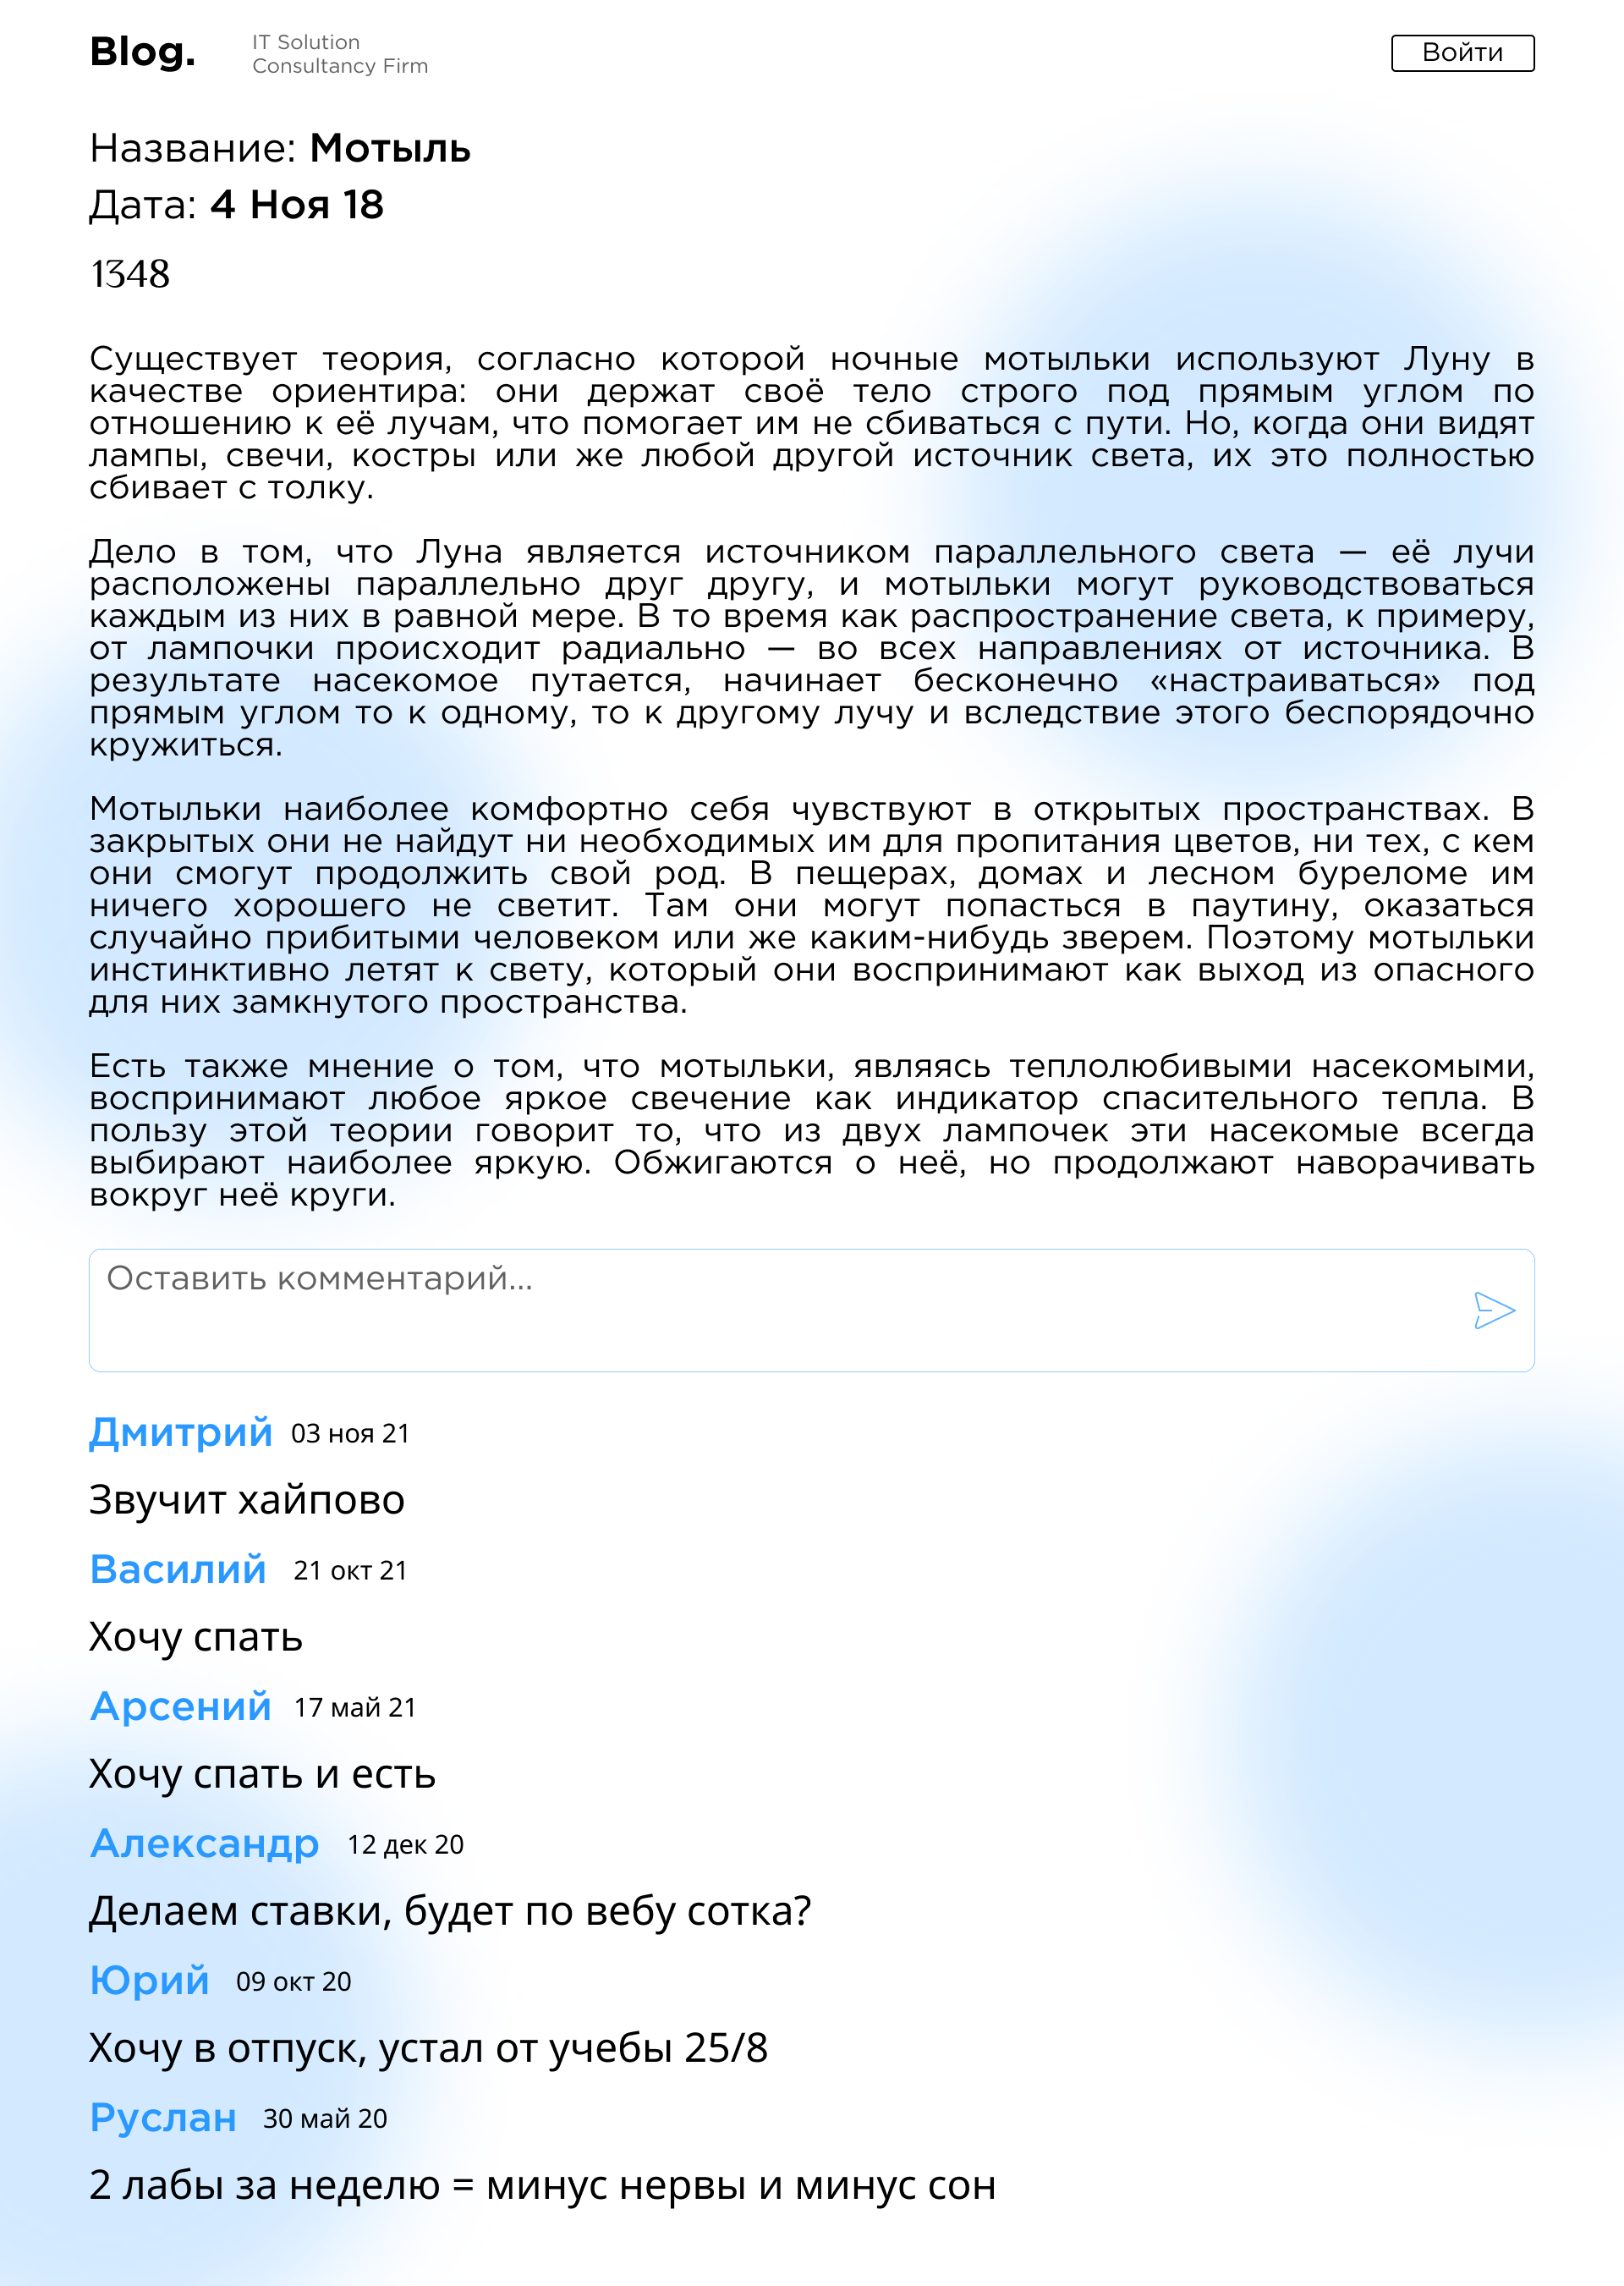 Blog.
IT Solution
Consultancy Firm
Войти
Название: Мотыль
Дата: 4 Ноя 18
1348
Существует теория, согласно которой ночные мотыльки используют Луну в
качестве ориентира: они держат своё тело строго под прямым углом по
отношению к её лучам, что помогает им не сбиваться с пути. Но, когда они видят
лампы, свечи, костры или же любой другой источник света, их это полностью
сбивает с толку.
Дело в том, что Луна является источником параллельного света — её лучи
расположены параллельно друг другу, и мотыльки могут руководствоваться
каждым из них в равной мере. В то время как распространение света, к примеру,
от лампочки происходит радиально — во всех направлениях от источника. В
результате насекомое путается, начинает бесконечно «настраиваться» под
прямым углом то к одному, то к другому лучу и вследствие этого беспорядочно
кружиться.
Мотыльки наиболее комфортно себя чувствуют в открытых пространствах. В
закрытых они не найдут ни необходимых им для пропитания цветов, ни тех, с кем
они смогут продолжить свой род. В пещерах, домах и лесном буреломе им
ничего хорошего не светит. Там они могут попасться в паутину, оказаться
случайно прибитыми человеком или же каким-нибудь зверем. Поэтому мотыльки
инстинктивно летят к свету, который они воспринимают как выход из опасного
для них замкнутого пространства.
Есть также мнение о том, что мотыльки, являясь теплолюбивыми насекомыми,
воспринимают любое яркое свечение как индикатор спасительного тепла. В
пользу этой теории говорит то, что из двух лампочек эти насекомые всегда
выбирают наиболее яркую. Обжигаются о неё, но продолжают наворачивать
вокруг неё круги.
Оставить комментарий...
Дмитрий 03 ноя 21
Звучит хайпово
Василий 21 окт 21
Хочу спать
Арсений 17 май 21
Хочу спать и есть
Александр 12 дек 20
Делаем ставки, будет по вебу сотка?
Юрий 09 окт 20
Хочу в отпуск, устал от учебы 25/8
Руслан 30 май 20
2 лабы за неделю = минус нервы и минус сон